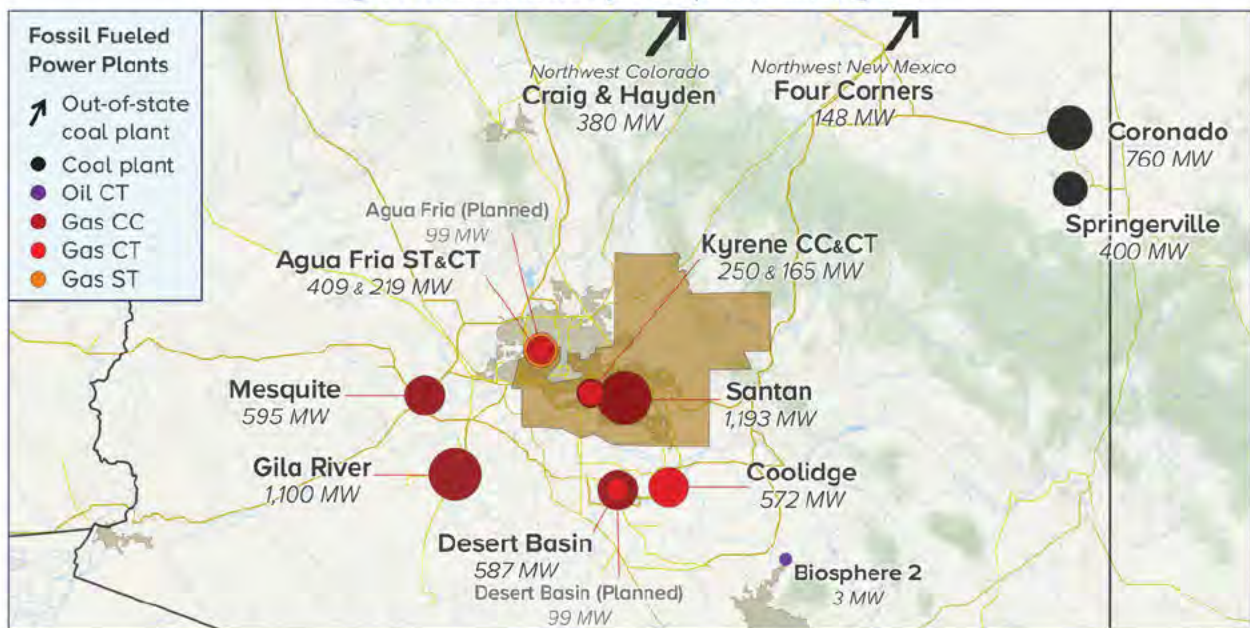 Fossil Fueled
Power Plants
Out-of-state
coal plant
Coal plant
Oil CT
Gas CC
Gas CT
Gas ST
Northwest Colorado
Craig & Hayden
380 MW
Northwest New Mexico
Four Corners
148 MW
Coronado
760 MW
Springerville
400 MW
Agua Fria (Planned)
99 MW
Agua Fria ST&CT
409 & 219 MW
Kyrene CC&CT
250 & 165 MW
Mesquite
595 MW
Santan
1,193 MW
Gila River
1,100 MW
Coolidge
572 MW
Desert Basin
587 MW
Desert Basin (Planned)
99 MW
Biosphere 2
3 MW